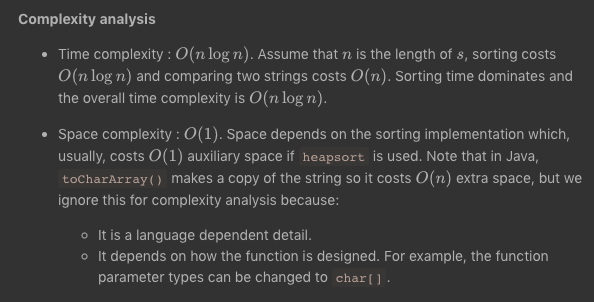 Complexity analysis
• Time complexity : O(n log n). Assume that n is the length of s, sorting costs
O(n log n) and comparing two strings costs O(n). Sorting time dominates and
the overall time complexity is O(n log n).
• Space complexity : O(1). Space depends on the sorting implementation which,
usually, costs O(1) auxiliary space if heapsort is used. Note that in Java,
toCharArray() makes a copy of the string so it costs O(n) extra space, but we
ignore this for complexity analysis because:
◦ It is a language dependent detail.
◦ It depends on how the function is designed. For example, the function
parameter types can be changed to char[].